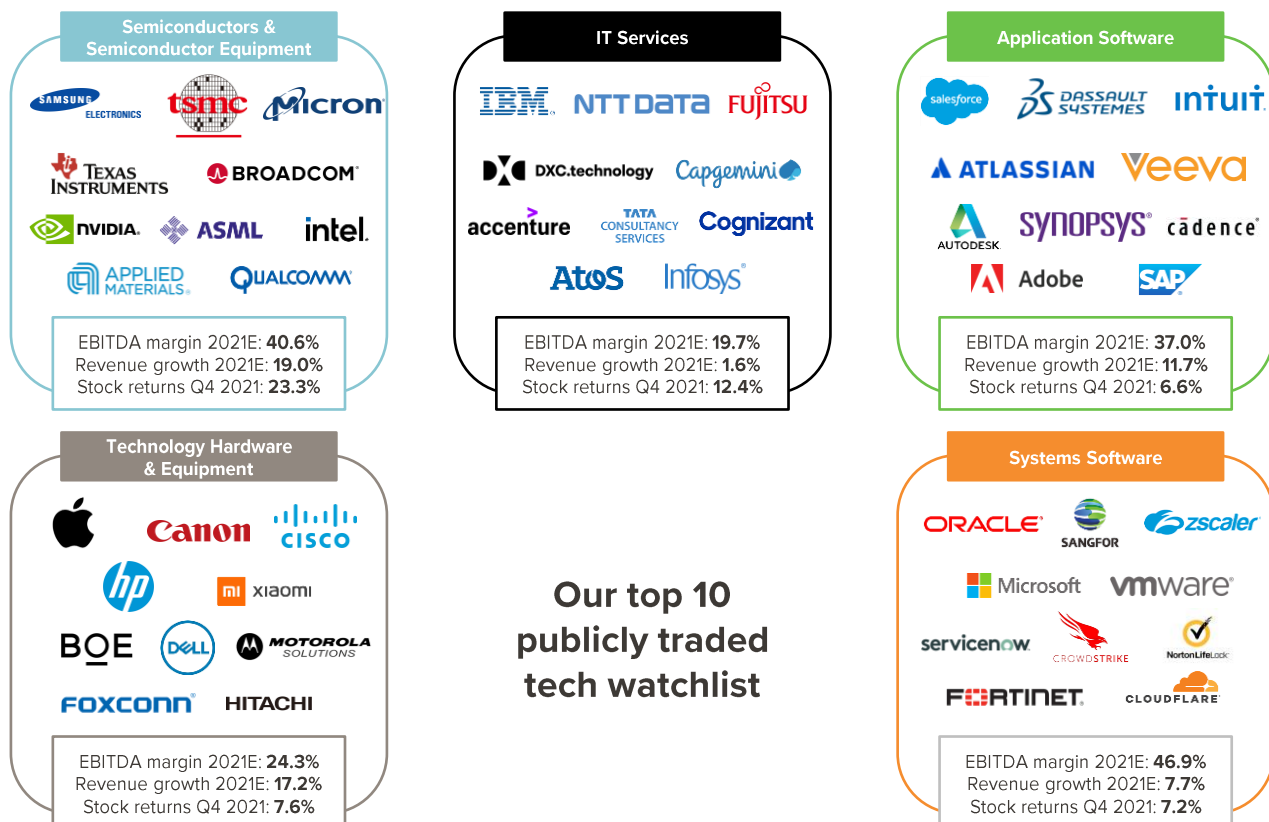 Semiconductors &
Semiconductor Equipment
SAMSUNG
ELECTRONICS
tsmc
Micron
TEXAS
INSTRUMENTS
BROADCOM®
NVIDIA®
ASML
intel®
APPLIED
MATERIALS®
QUALCOMM®
EBITDA margin 2021E: 40.6%
Revenue growth 2021E: 19.0%
Stock returns Q4 2021: 23.3%
IT Services
IBM®
NTT DATA
FUJITSU
DXC.technology
Capgemini
accenture
TATA
CONSULTANCY
SERVICES
Cognizant
Atos
Infosys®
EBITDA margin 2021E: 19.7%
Revenue growth 2021E: 1.6%
Stock returns Q4 2021: 12.4%
Application Software
salesforce
DASSAULT
SYSTEMES
intuit®
ATLASSIAN
Veeva
AUTODESK®
SYNOPSYS®
cādence®
Adobe
SAP
EBITDA margin 2021E: 37.0%
Revenue growth 2021E: 11.7%
Stock returns Q4 2021: 6.6%
Technology Hardware
& Equipment
Canon
CISCO
hp
mi xiaomi
BOE
DELL
MOTOROLA
SOLUTIONS
FOXCONN®
HITACHI
EBITDA margin 2021E: 24.3%
Revenue growth 2021E: 17.2%
Stock returns Q4 2021: 7.6%
Our top 10
publicly traded
tech watchlist
Systems Software
ORACLE®
SANGFOR
zscaler™
Microsoft
vmware®
servicenow
CROWDSTRIKE
NortonLifeLock
FORTINET®
CLOUDFLARE®
EBITDA margin 2021E: 46.9%
Revenue growth 2021E: 7.7%
Stock returns Q4 2021: 7.2%